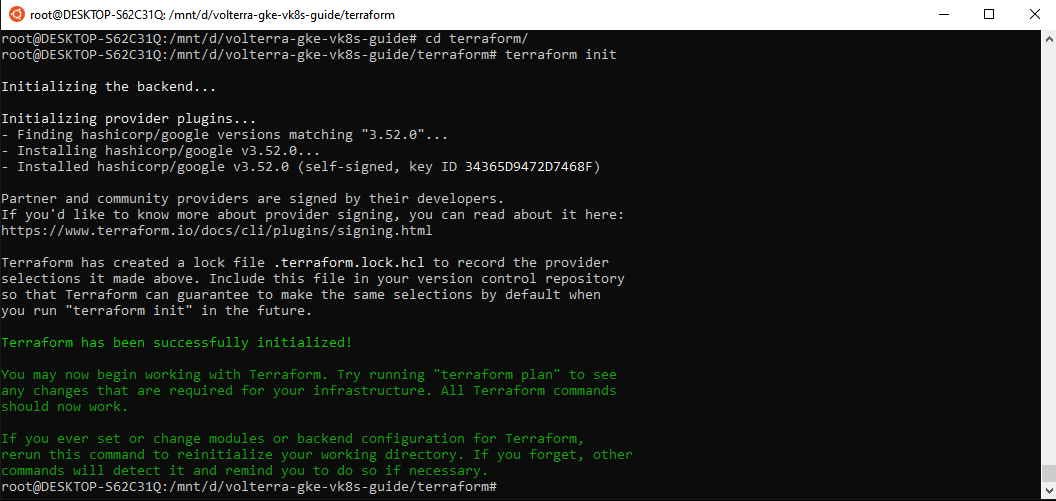 root@DESKTOP-S62C31Q: /mnt/d/volterra-gke-vk8s-guide/terraform
root@DESKTOP-S62C31Q:/mnt/d/volterra-gke-vk8s-guide# cd terraform/
root@DESKTOP-S62C31Q:/mnt/d/volterra-gke-vk8s-guide/terraform# terraform init
Initializing the backend...
Initializing provider plugins...
- Finding hashicorp/google versions matching "3.52.0"...
- Installing hashicorp/google v3.52.0...
- Installed hashicorp/google v3.52.0 (self-signed, key ID 34365D9472D7468F)
Partner and community providers are signed by their developers.
If you'd like to know more about provider signing, you can read about it here:
https://www.terraform.io/docs/cli/plugins/signing.html
Terraform has created a lock file .terraform.lock.hcl to record the provider
selections it made above. Include this file in your version control repository
so that Terraform can guarantee to make the same selections by default when
you run "terraform init" in the future.
Terraform has been successfully initialized!
You may now begin working with Terraform. Try running "terraform plan" to see
any changes that are required for your infrastructure. All Terraform commands
should now work.
If you ever set or change modules or backend configuration for Terraform,
rerun this command to reinitialize your working directory. If you forget, other
commands will detect it and remind you to do so if necessary.
root@DESKTOP-S62C31Q:/mnt/d/volterra-gke-vk8s-guide/terraform#